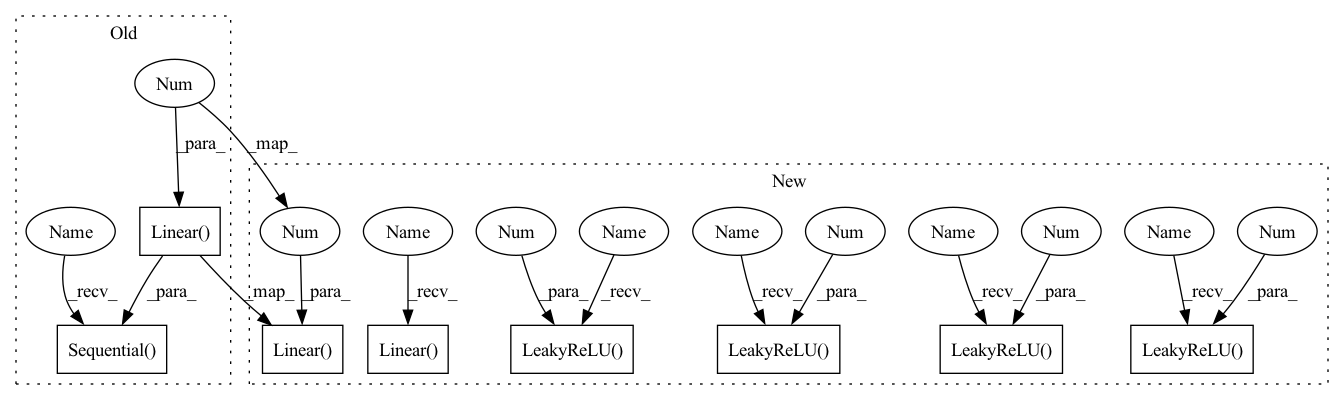 Old
Num
_para_
_map_
New
Name
Linear()
Num
Name
Num
Name
Name
Num
Name
Num
Name
Num
_recv_
_para_
_map_
_para_
_recv_
_para_
_recv_
_recv_
_para_
_recv_
_para_
_recv_
_para_
Sequential()
Linear()
Linear()
LeakyReLU()
LeakyReLU()
LeakyReLU()
LeakyReLU()